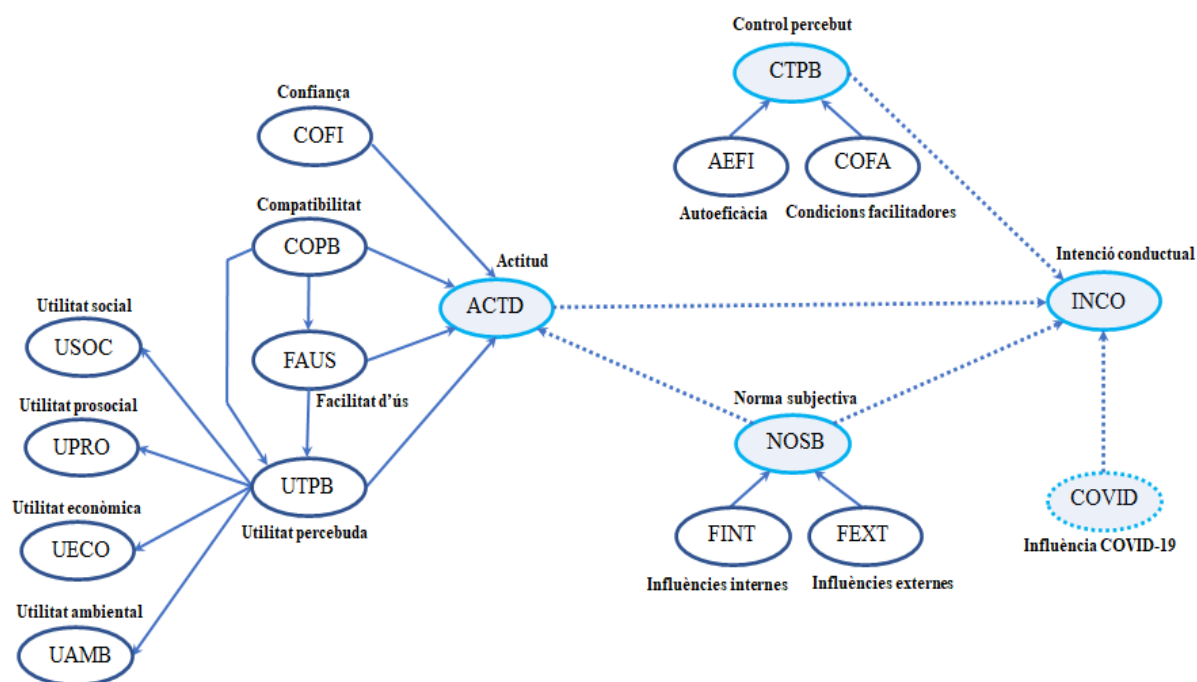 Control percebut
CTPB
Confiança
COFI
AEFI
COFA
Autoeficàcia
Condicions facilitadores
Compatibilitat
COPB
Actitud
ACTD
Intenció conductual
INCO
Utilitat social
USOC
FAUS
Facilitat d'ús
Norma subjectiva
NOSB
Utilitat prosocial
UPRO
UTPB
Utilitat percebuda
COVID
Influència COVID-19
Utilitat econòmica
UECO
FINT
FEXT
Influències internes
Influències externes
Utilitat ambiental
UAMB